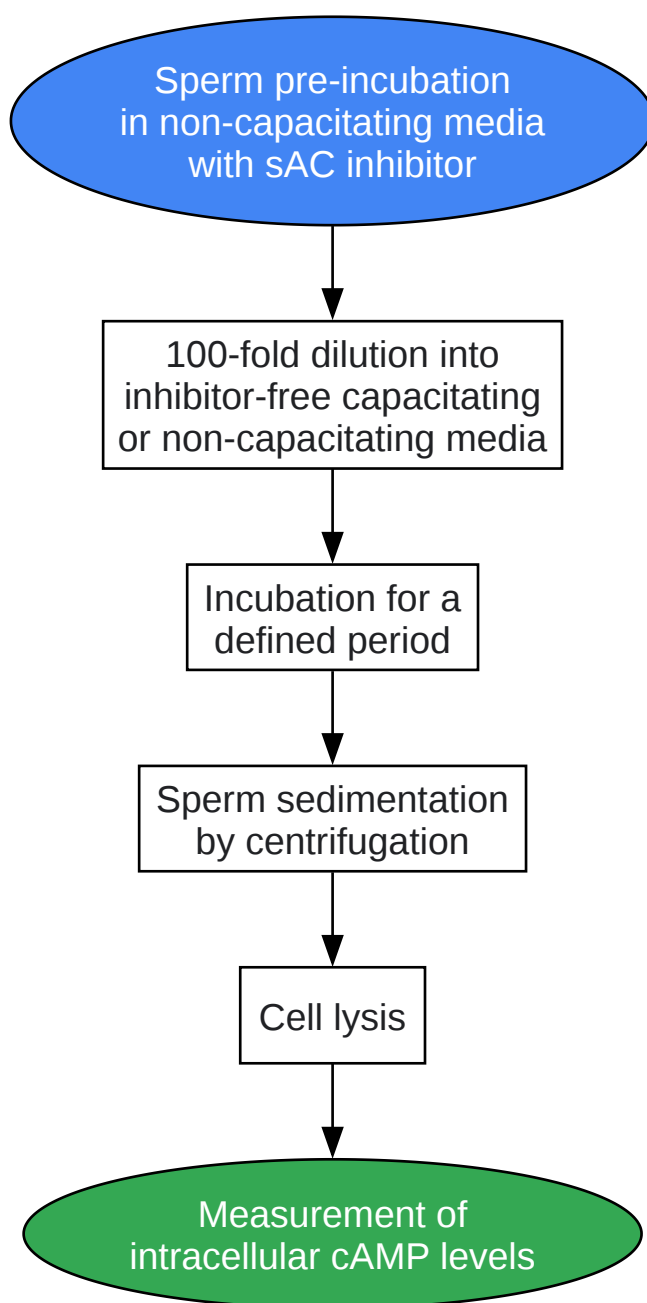 Sperm pre-incubation
in non-capacitating media
with sAC inhibitor
100-fold dilution into
inhibitor-free capacitating
or non-capacitating media
Incubation for a
defined period
Sperm sedimentation
by centrifugation
Cell lysis
Measurement of
intracellular cAMP levels